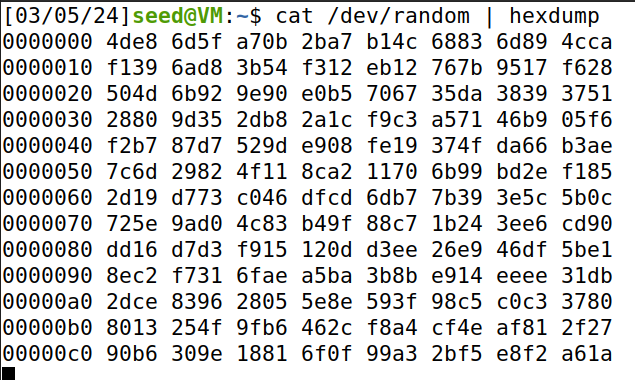 [03/05/24]seed@VM:~$ cat /dev/random | hexdump
0000000 4de8 6d5f a70b 2ba7 b14c 6883 6d89 4cca
0000010 f139 6ad8 3b54 f312 eb12 767b 9517 f628
0000020 504d 6b92 9e90 e0b5 7067 35da 3839 3751
0000030 2880 9d35 2db8 2a1c f9c3 a571 46b9 05f6
0000040 f2b7 87d7 529d e908 fe19 374f da66 b3ae
0000050 7c6d 2982 4f11 8ca2 1170 6b99 bd2e f185
0000060 2d19 d773 c046 dfcd 6db7 7b39 3e5c 5b0c
0000070 725e 9ad0 4c83 b49f 88c7 1b24 3ee6 cd90
0000080 dd16 d7d3 f915 120d d3ee 26e9 46df 5be1
0000090 8ec2 f731 6fae a5ba 3b8b e914 eeee 31db
00000a0 2dce 8396 2805 5e8e 593f 98c5 c0c3 3780
00000b0 8013 254f 9fb6 462c f8a4 cf4e af81 2f27
00000c0 90b6 309e 1881 6f0f 99a3 2bf5 e8f2 a61a